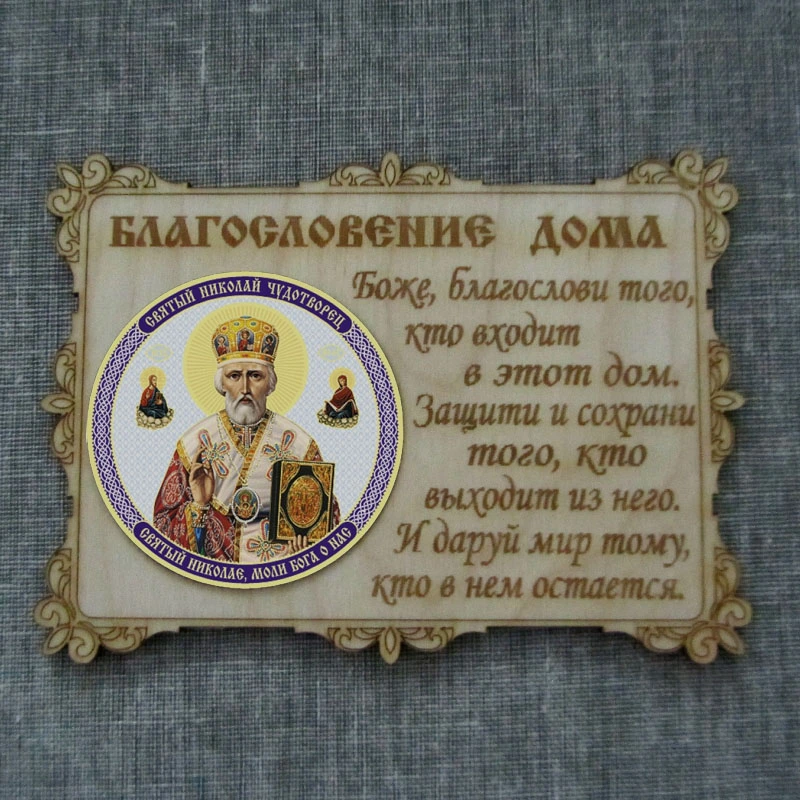 БЛАГОСЛОВЕНИЕ ДОМА
СВЯТЫЙ НИКОЛАЙ ЧУДОТВОРЕЦ
СВЯТЫЙ НИКОЛАЕ, МОЛИ БОГА О НАС
Боже, благослови того,
кто входит
в этот дом.
Защити и сохрани
того, кто
выходит из него.
И даруй мир тому,
кто в нем остается.